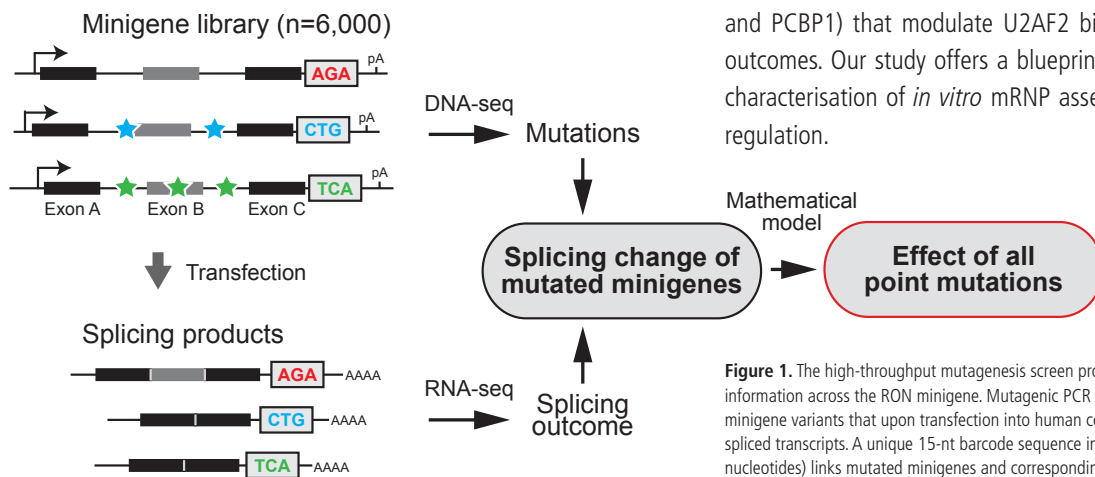 Minigene library (n=6,000)
AGA
pA
CTG
pA
TCA
pA
Exon A Exon B Exon C
Transfection
Splicing products
AGA AAAA
CTG AAAA
TCA AAAA
DNA-seq
Mutations
RNA-seq
Splicing
outcome
Splicing change of
mutated minigenes
Mathematical
model
Effect of all
point mutations
and PCBP1) that modulate U2AF2 bi
outcomes. Our study offers a blueprin
characterisation of in vitro mRNP asse
regulation.
Figure 1. The high-throughput mutagenesis screen pro
information across the RON minigene. Mutagenic PCR
minigene variants that upon transfection into human ce
spliced transcripts. A unique 15-nt barcode sequence in
nucleotides) links mutated minigenes and correspondin